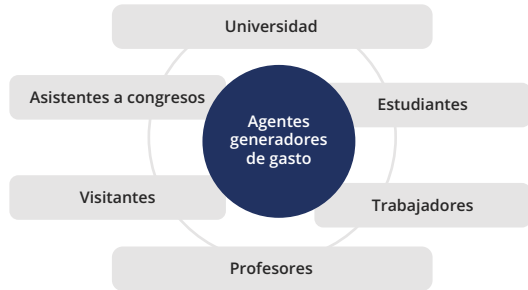 Universidad
Asistentes a congresos
Estudiantes
Agentes
generadores
de gasto
Visitantes
Trabajadores
Profesores